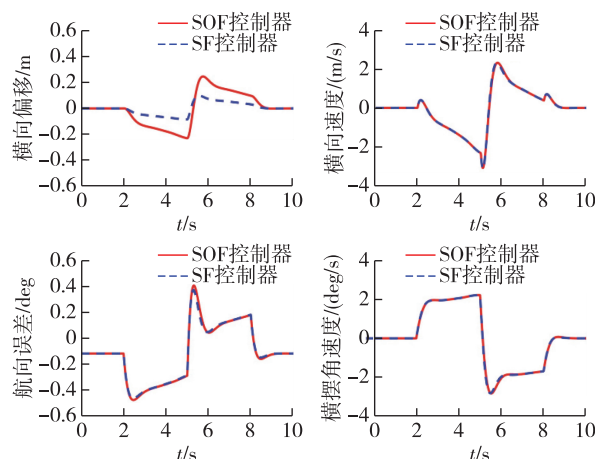 SOF控制器
SF控制器
横向偏移/m
0.6
0.4
0.2
0
-0.2
-0.4
-0.6
0 2 4 6 8 10
t/s
SOF控制器
SF控制器
横向速度/(m/s)
4
2
0
-2
-4
0 2 4 6 8 10
t/s
SOF控制器
SF控制器
航向误差/deg
0.6
0.4
0.2
0
-0.2
-0.4
-0.6
0 2 4 6 8 10
t/s
SOF控制器
SF控制器
横摆角速度/(deg/s)
4
2
0
-2
-4
0 2 4 6 8 10
t/s